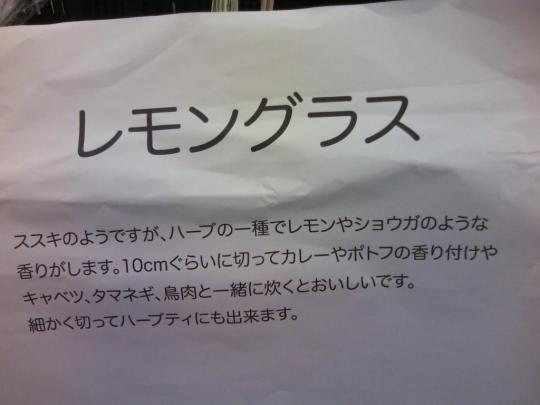 レモングラス
ススキのようですが、ハーブの一種でレモンやショウガのような
香りがします。10cmぐらいに切ってカレーやポトフの香り付けや
キャベツ、タマネギ、鳥肉と一緒に炊くとおいしいです。
細かく切ってハーブティにも出来ます。